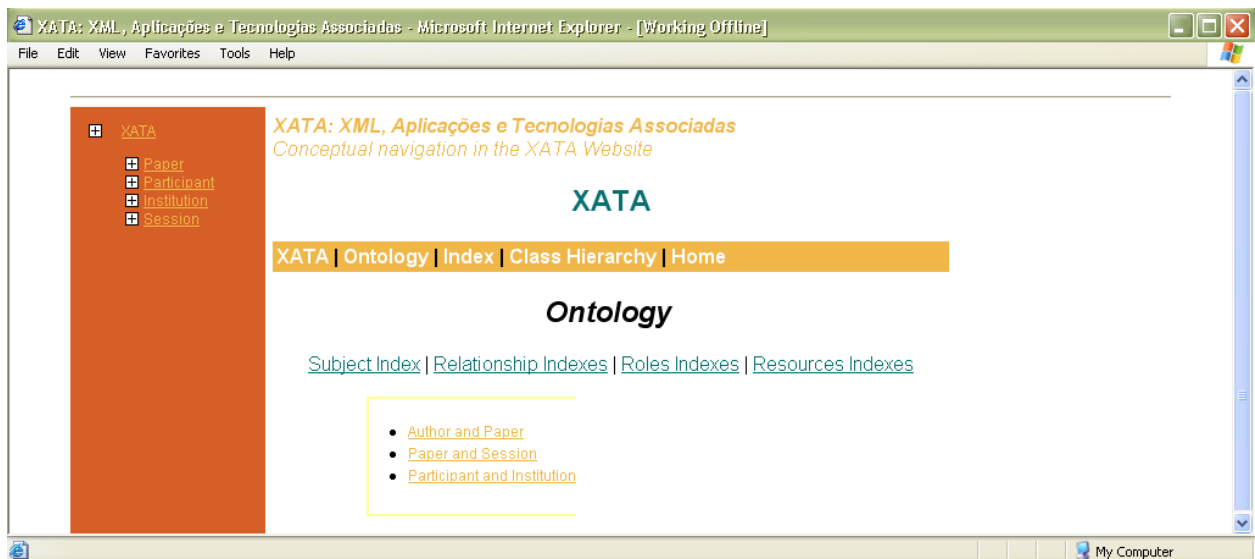 XATA: XML, Aplicações e Tecnologias Associadas - Microsoft Internet Explorer - [Working Offline]
File Edit View Favorites Tools Help
XATA
Paper
Participant
Institution
Session
XATA: XML, Aplicações e Tecnologias Associadas
Conceptual navigation in the XATA Website
XATA
XATA | Ontology | Index | Class Hierarchy | Home
Ontology
Subject Index | Relationship Indexes | Roles Indexes | Resources Indexes
Author and Paper
Paper and Session
Participant and Institution
My Computer